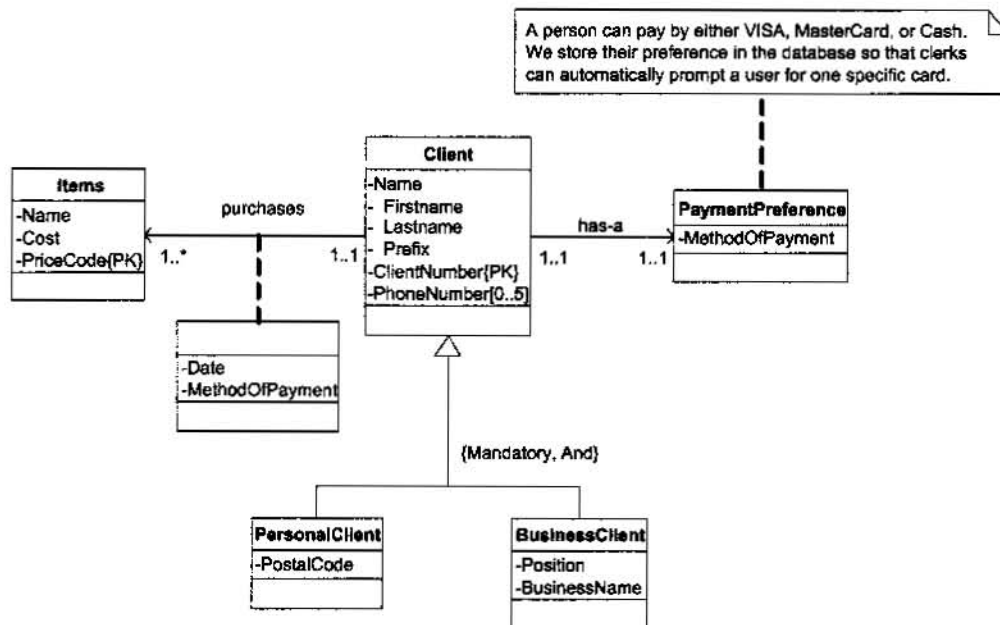 A person can pay by either VISA, MasterCard, or Cash.
We store their preference in the database so that clerks
can automatically prompt a user for one specific card.
Client
-Name
- Firstname
- Lastname
- Prefix
-ClientNumber{PK}
-PhoneNumber[0..5]
Items
-Name
-Cost
-PriceCode{PK}
purchases
1..*
1..1
has-a
1..1
1..1
PaymentPreference
-MethodOfPayment
-Date
-MethodOfPayment
{Mandatory, And}
PersonalClient
-PostalCode
BusinessClient
-Position
-BusinessName